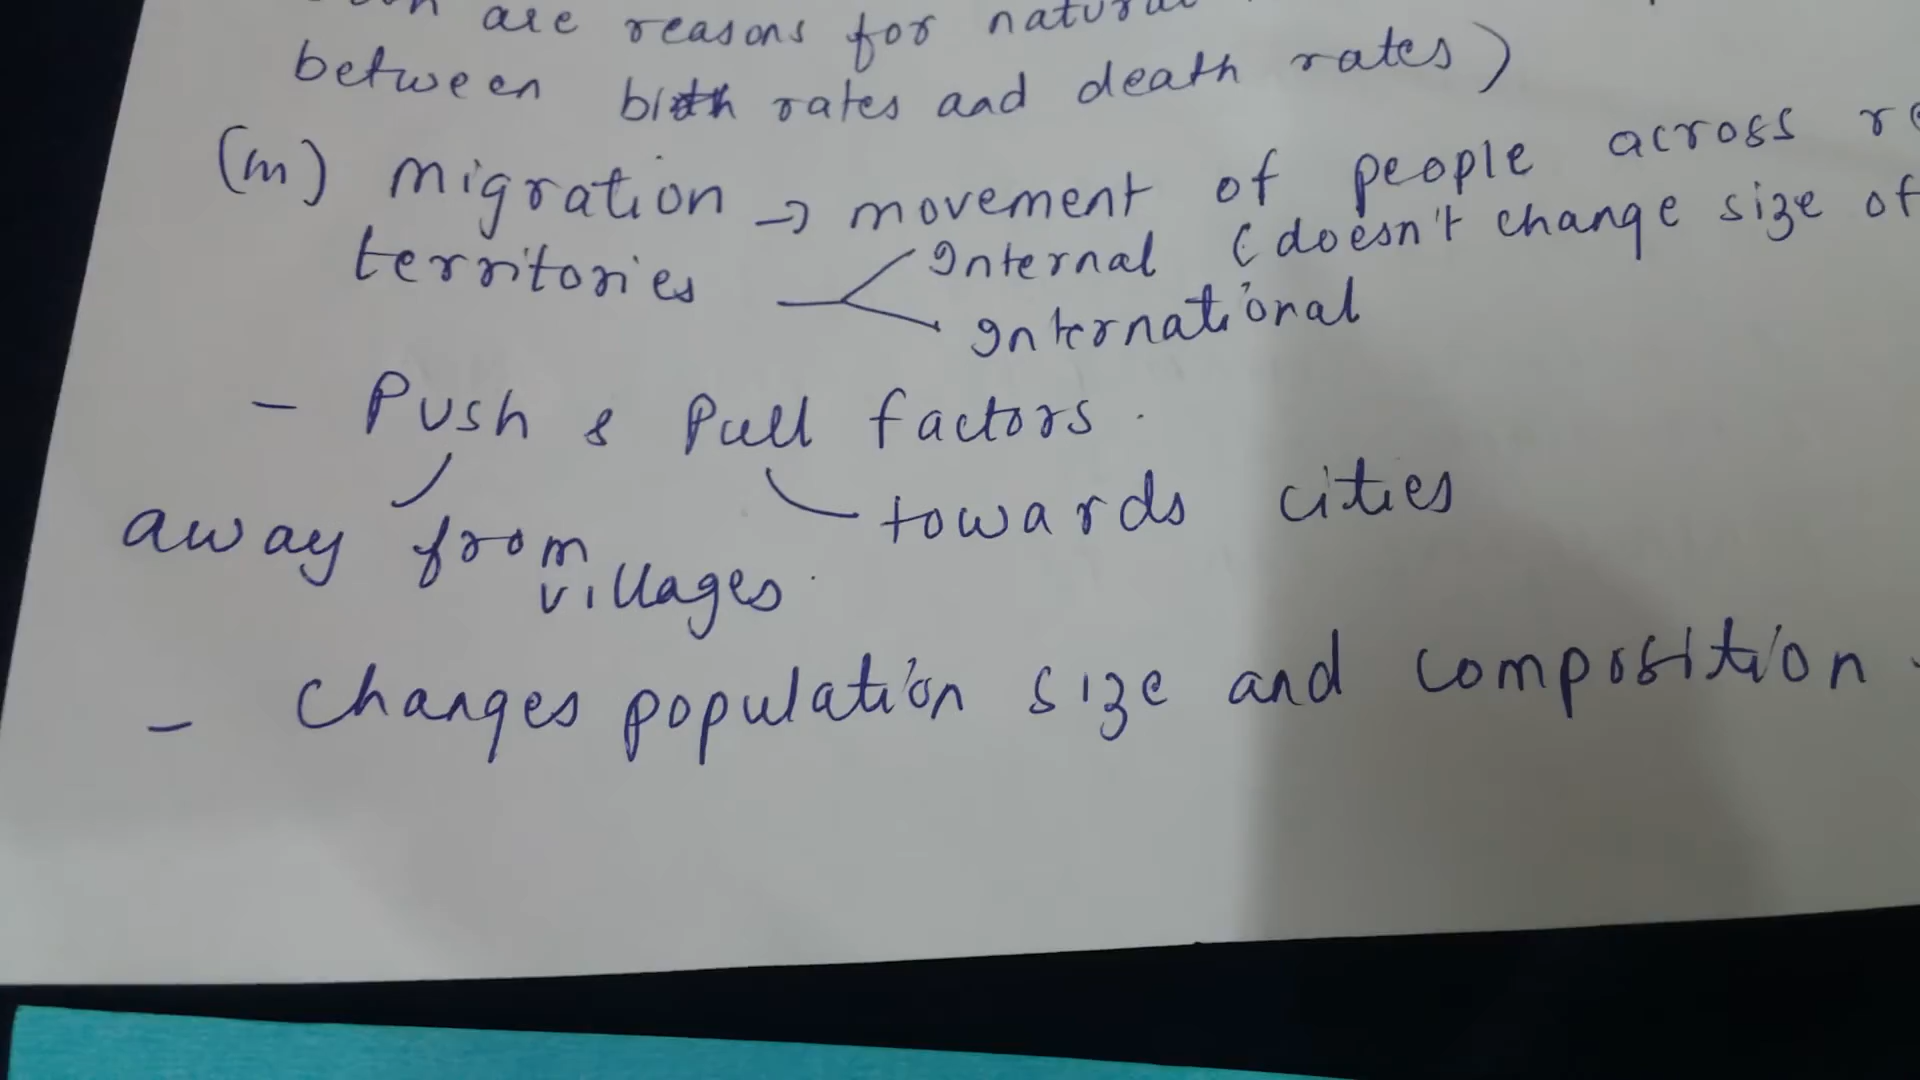 are reasons for
between birth rates and death rates)
(m) migration → movement of people across
territories
Internal (doesn't change size of
International
- Push & Pull factors.
away from villages
towards cities
- Changes population size and composition.